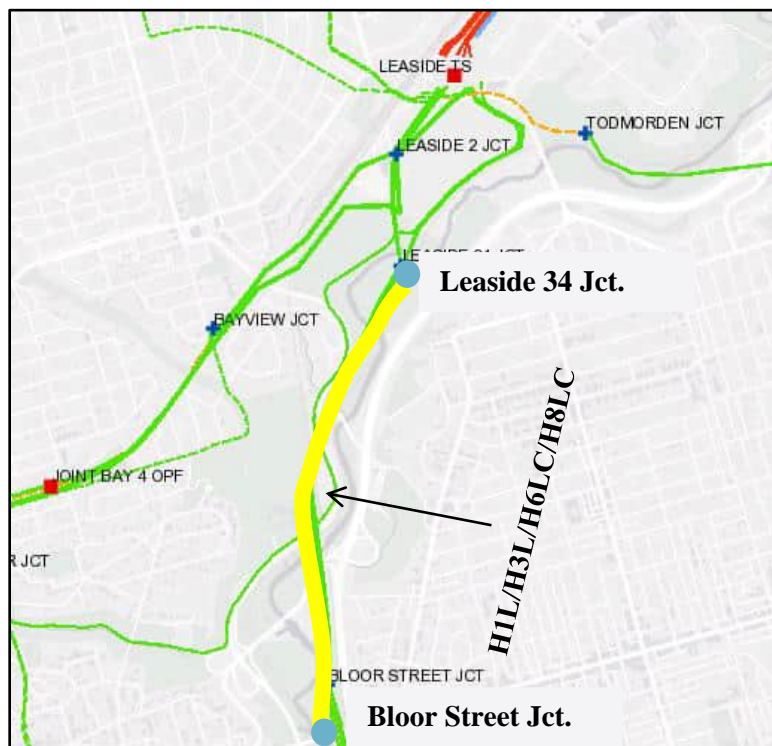 LEASIDE TS
TODMORDEN JCT
LEASIDE 2 JCT
Leaside 34 Jct.
BAYVIEW JCT
H1L/H3L/H6LC/H8LC
JOINT BAY 4 OPF
R JCT
BLOOR STREET JCT
Bloor Street Jct.